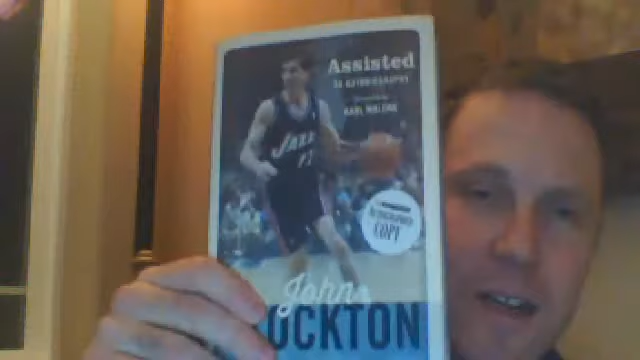 Assisted
AN AUTOBIOGRAPHY
KARL MALONE
JAZZ
12
AUTOGRAPHED
COPY
John
OCKTON